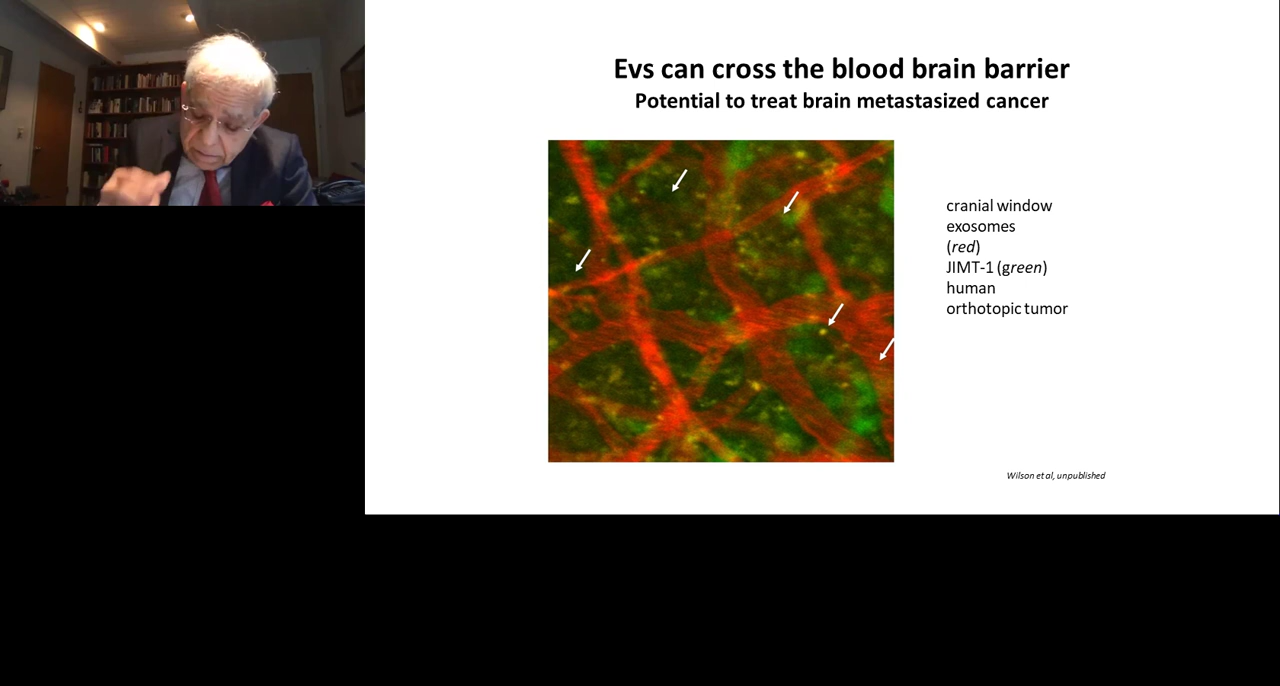 Evs can cross the blood brain barrier
Potential to treat brain metastasized cancer
cranial window
exosomes
(red)
JIMT-1 (green)
human
orthotopic tumor
Wilson et al, unpublished